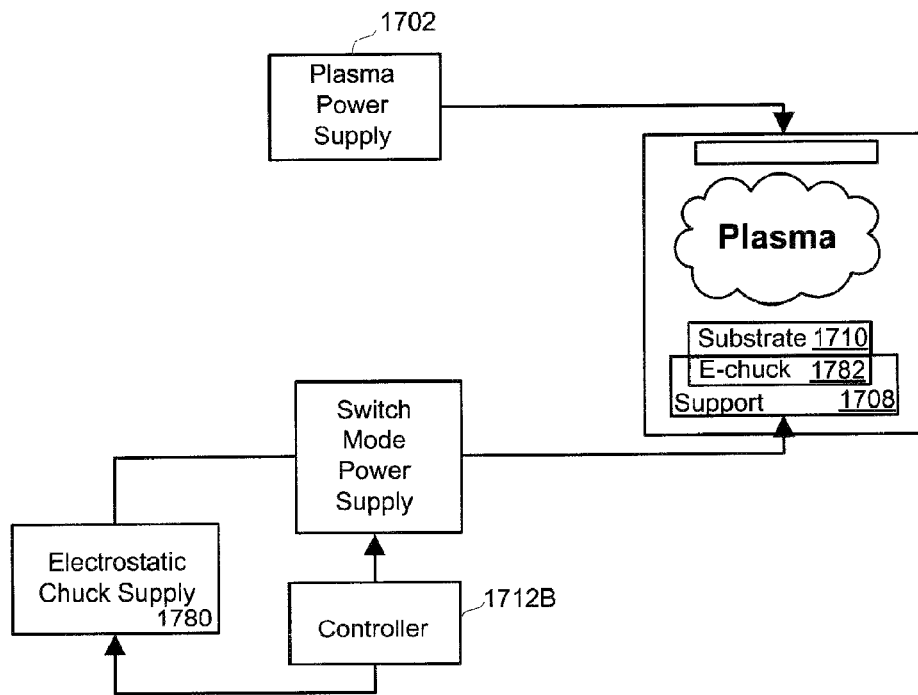 1702
Plasma
Power
Supply
Plasma
Substrate 1710
E-chuck 1782
Support 1708
Switch
Mode
Power
Supply
Electrostatic
Chuck Supply
1780
1712B
Controller